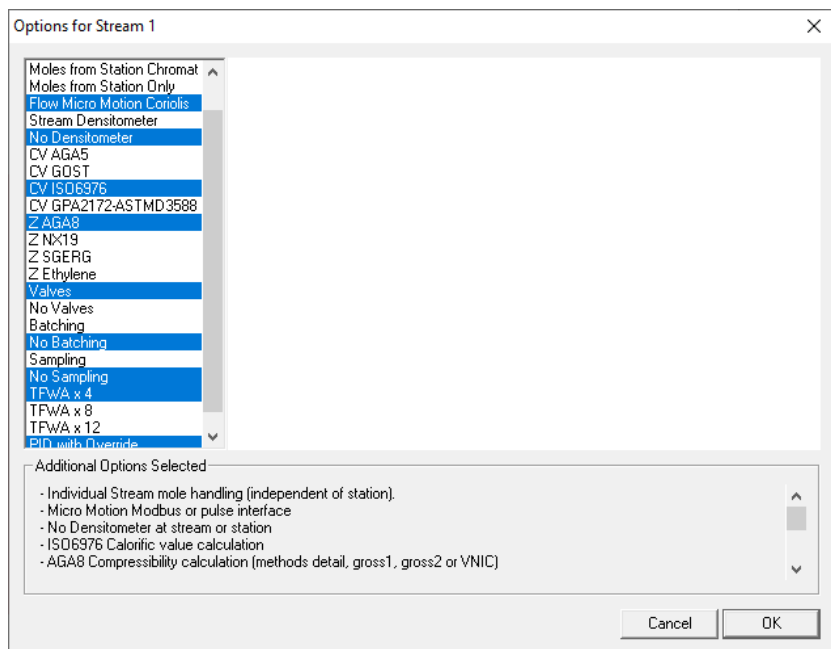 Options for Stream 1
Moles from Station Chromat
Moles from Station Only
Flow Micro Motion Coriolis
Stream Densitometer
No Densitometer
CV AGA5
CV GOST
CV ISO6976
CV GPA2172-ASTMD3588
Z AGA8
Z NX19
Z SGERG
Z Ethylene
Valves
No Valves
Batching
No Batching
Sampling
No Sampling
TFWA x 4
TFWA x 8
TFWA x 12
PID with Override
Additional Options Selected
- Individual Stream mole handling (independent of station).
- Micro Motion Modbus or pulse interface
- No Densitometer at stream or station
- ISO6976 Calorific value calculation
- AGA8 Compressibility calculation (methods detail, gross1, gross2 or VNIC)
Cancel
OK